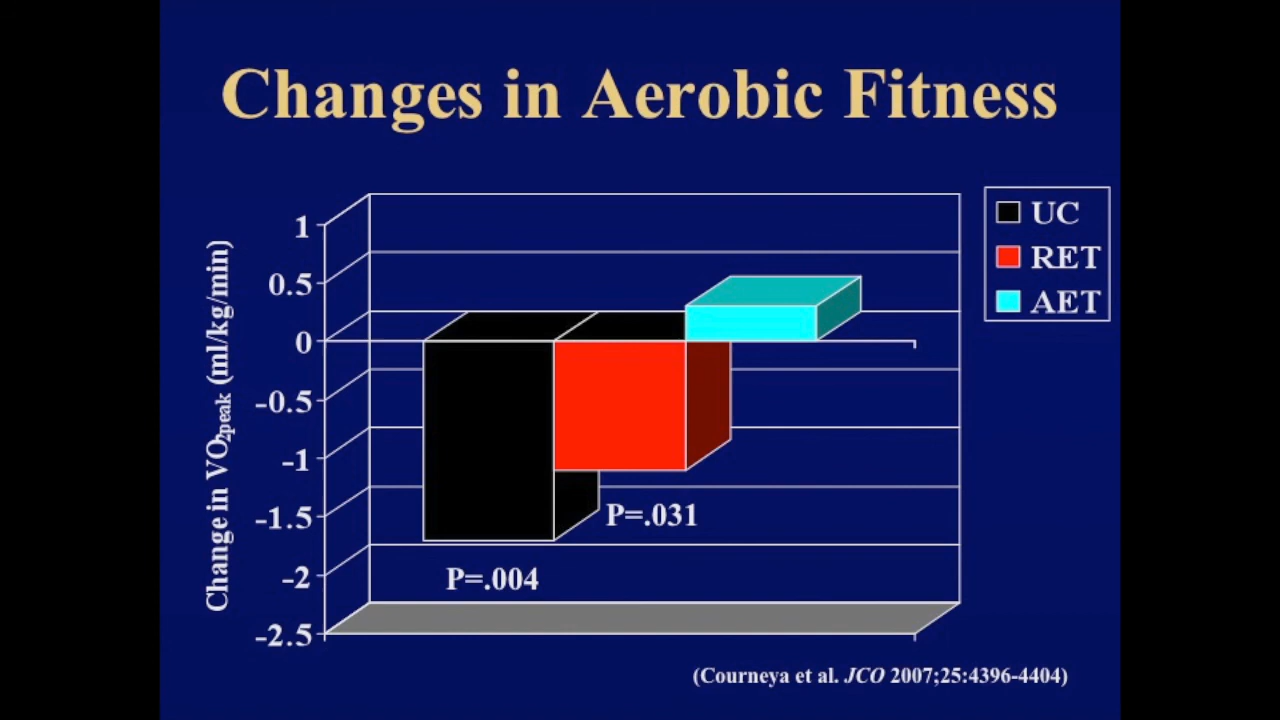 Changes in Aerobic Fitness
1
0.5
0
-0.5
-1
-1.5
-2
-2.5
Change in VO2peak (ml/kg/min)
UC
RET
AET
P=.031
P=.004
(Courneya et al. JCO 2007;25:4396-4404)